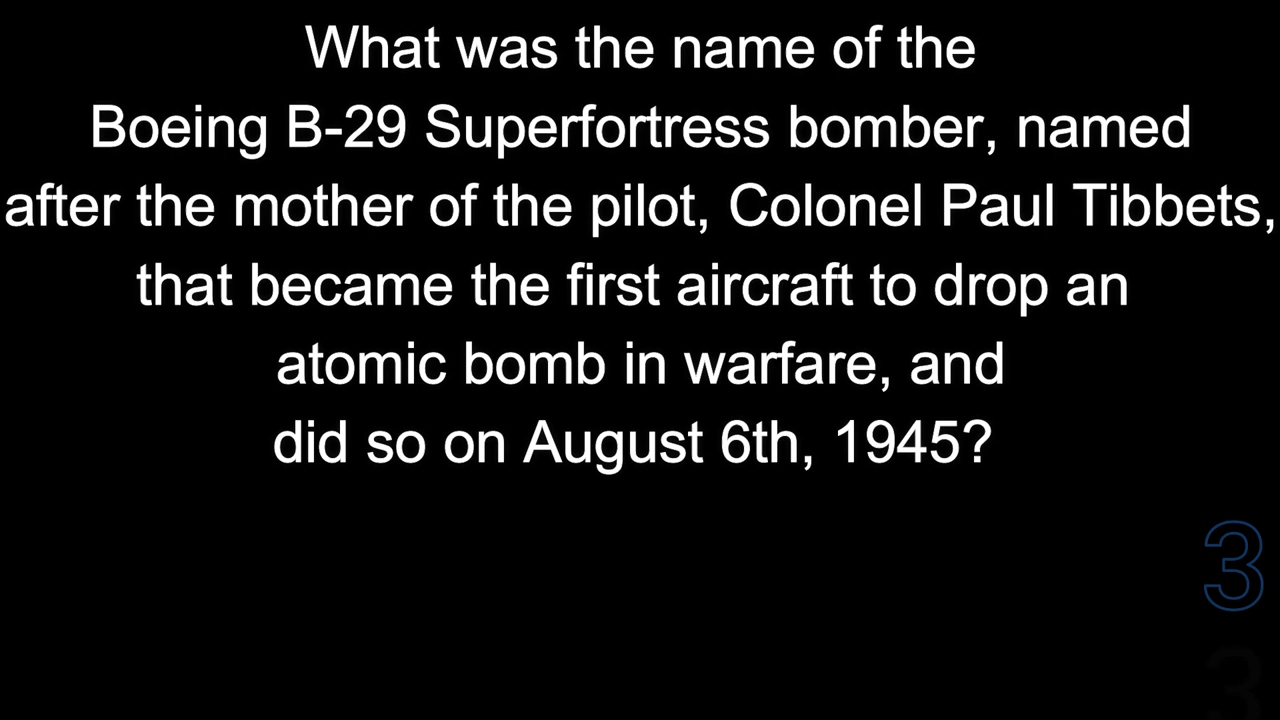 What was the name of the
Boeing B-29 Superfortress bomber, named
after the mother of the pilot, Colonel Paul Tibbets,
that became the first aircraft to drop an
atomic bomb in warfare, and
did so on August 6th, 1945?
3
3